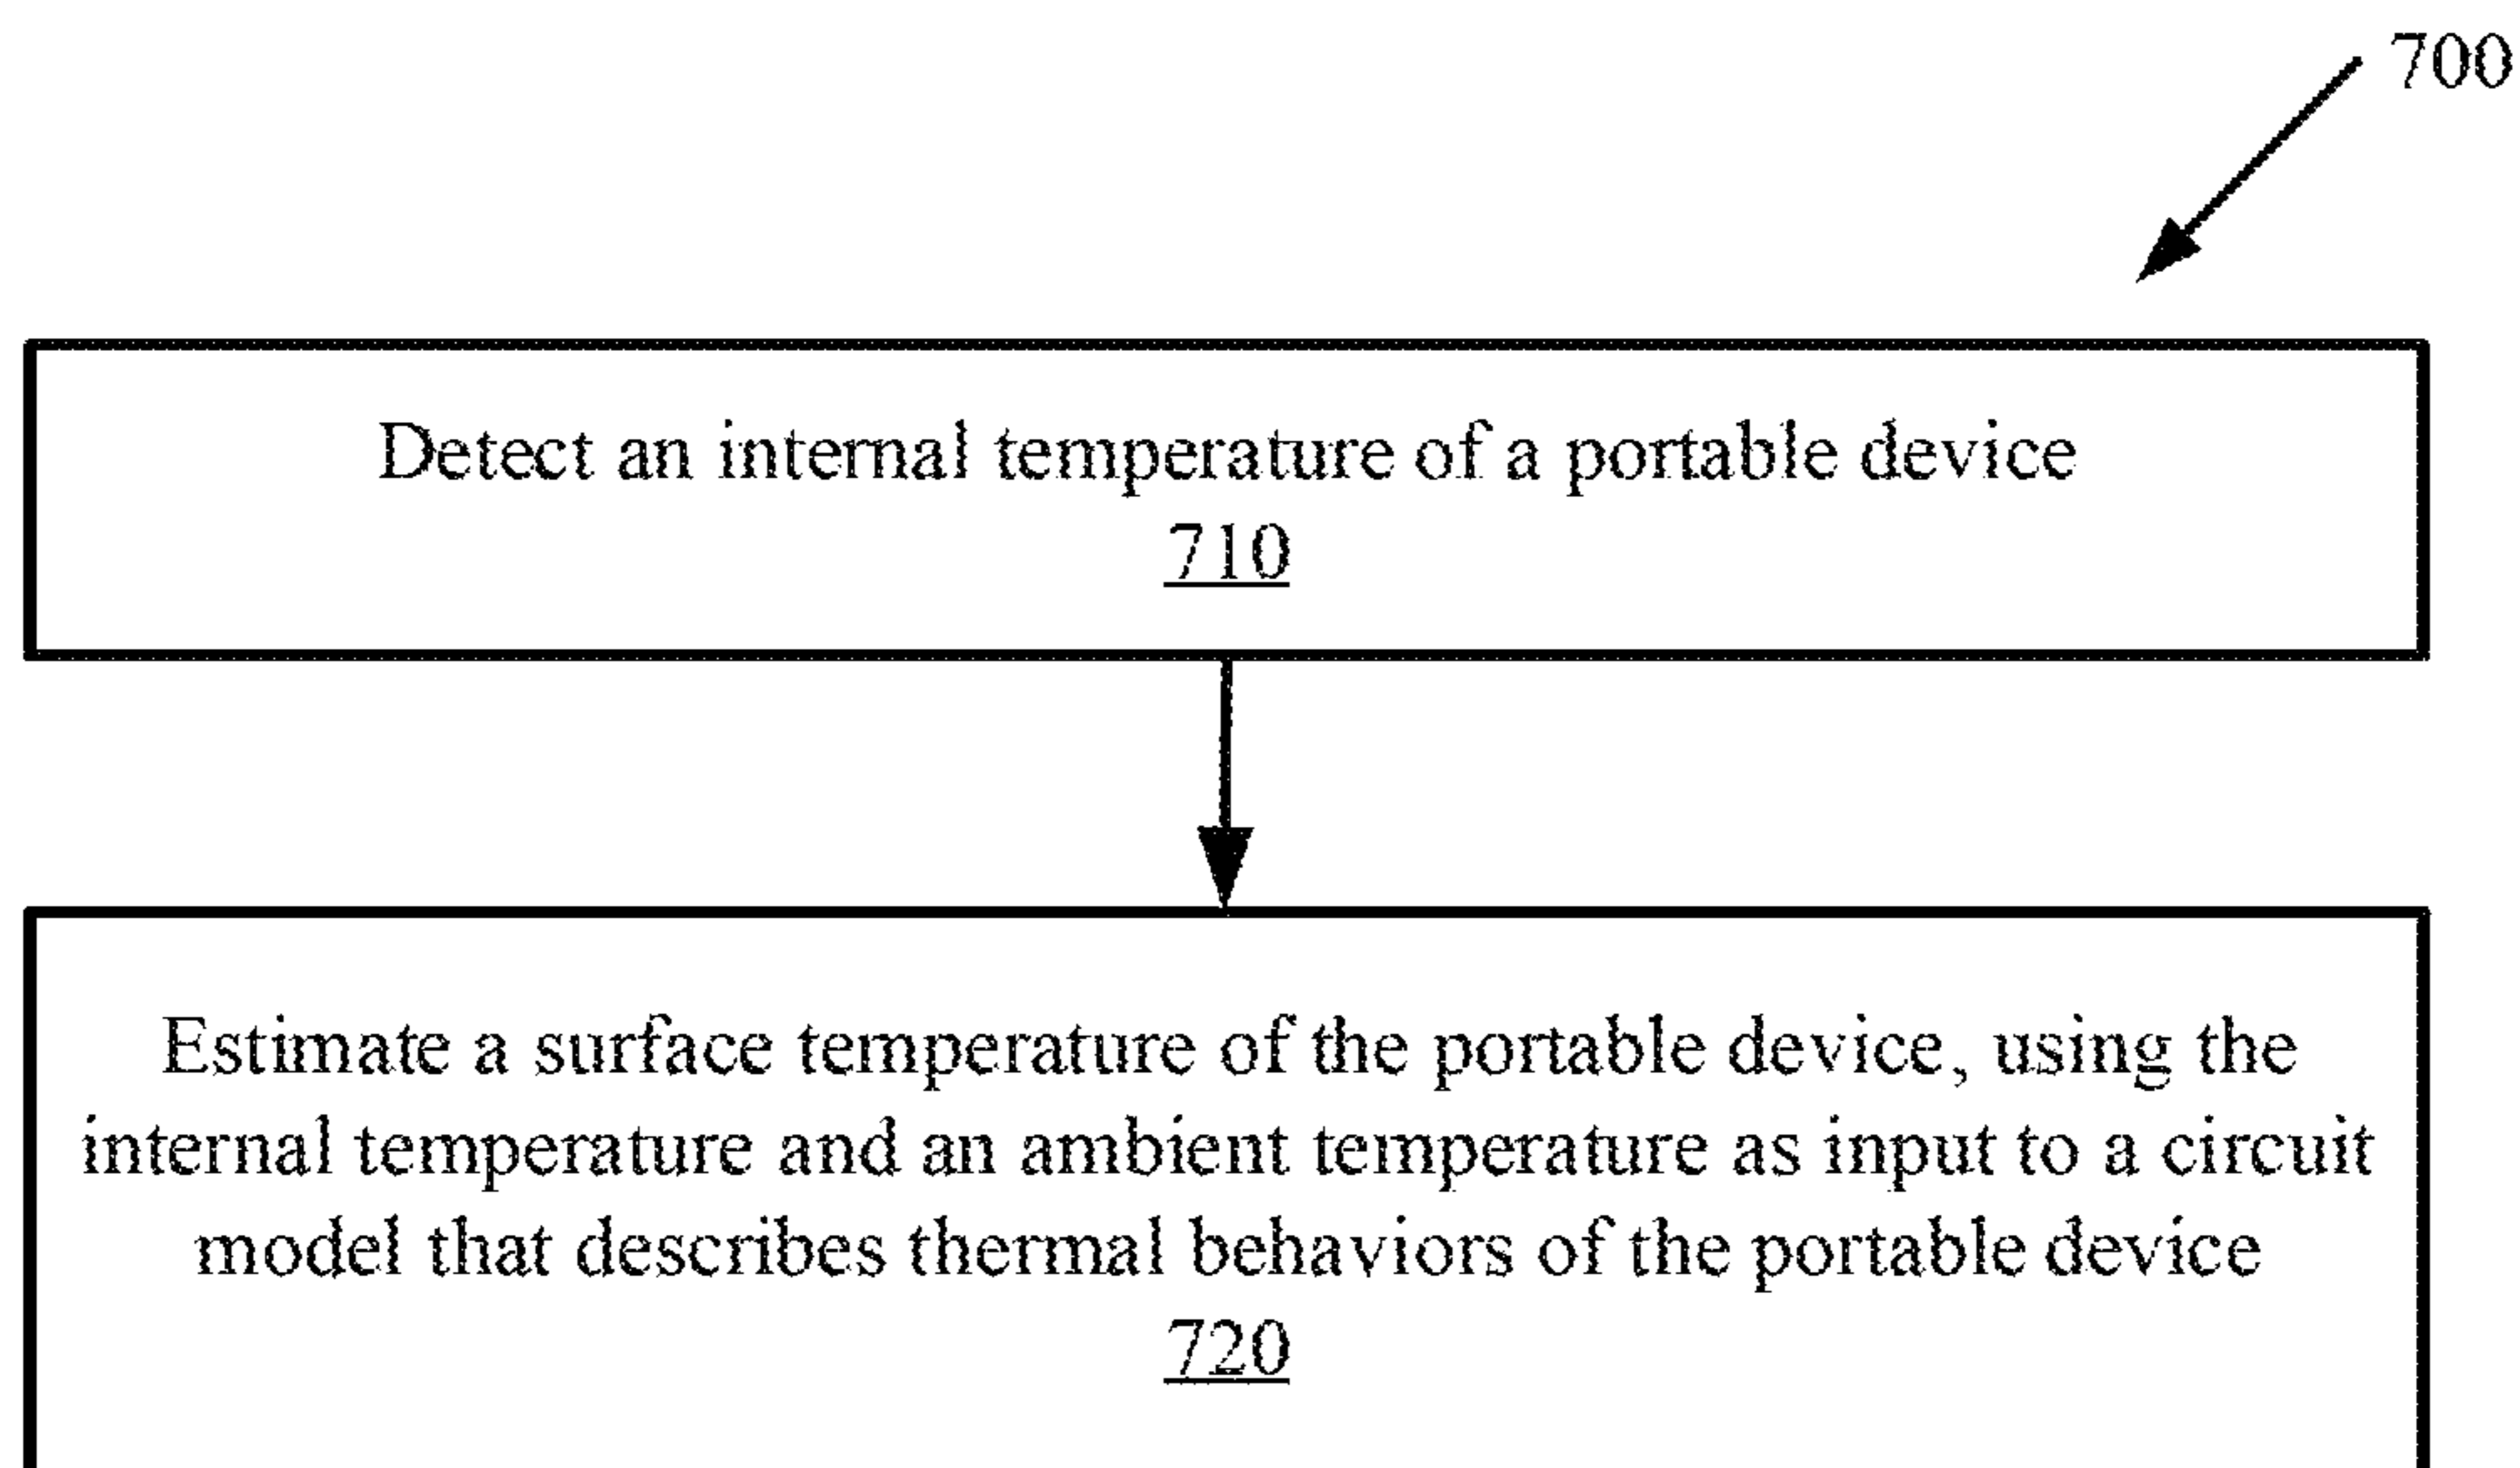 700
Detect an internal temperature of a portable device
710
Estimate a surface temperature of the portable device, using the
internal temperature and an ambient temperature as input to a circuit
model that describes thermal behaviors of the portable device
720